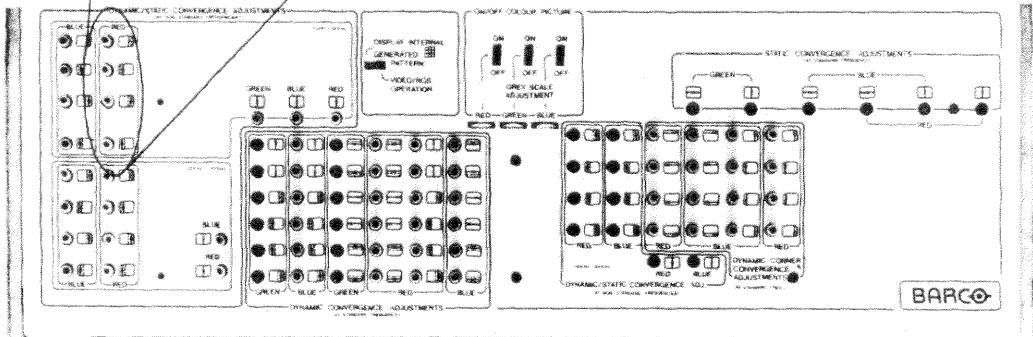 DYNAMIC/STATIC CONVERGENCE ADJUSTMENTS
BLUE
RED
GREEN
BLUE
RED
DISPLAY INTERNAL
GENERATED
PATTERN
VIDEO/RGB
OPERATION
ON/OFF COLOUR PICTURE
ON
ON
ON
OFF
OFF
OFF
GREY SCALE
ADJUSTMENT
RED
GREEN
BLUE
STATIC CONVERGENCE ADJUSTMENTS
GREEN
BLUE
RED
BLUE
RED
BLUE
RED
GREEN
BLUE
GREEN
RED
BLUE
DYNAMIC CONVERGENCE ADJUSTMENTS
RED
BLUE
RED
BLUE
RED
RED
BLUE
DYNAMIC/STATIC CONVERGENCE ADJ.
DYNAMIC CORNER
CONVERGENCE
ADJUSTMENTS
BARCO